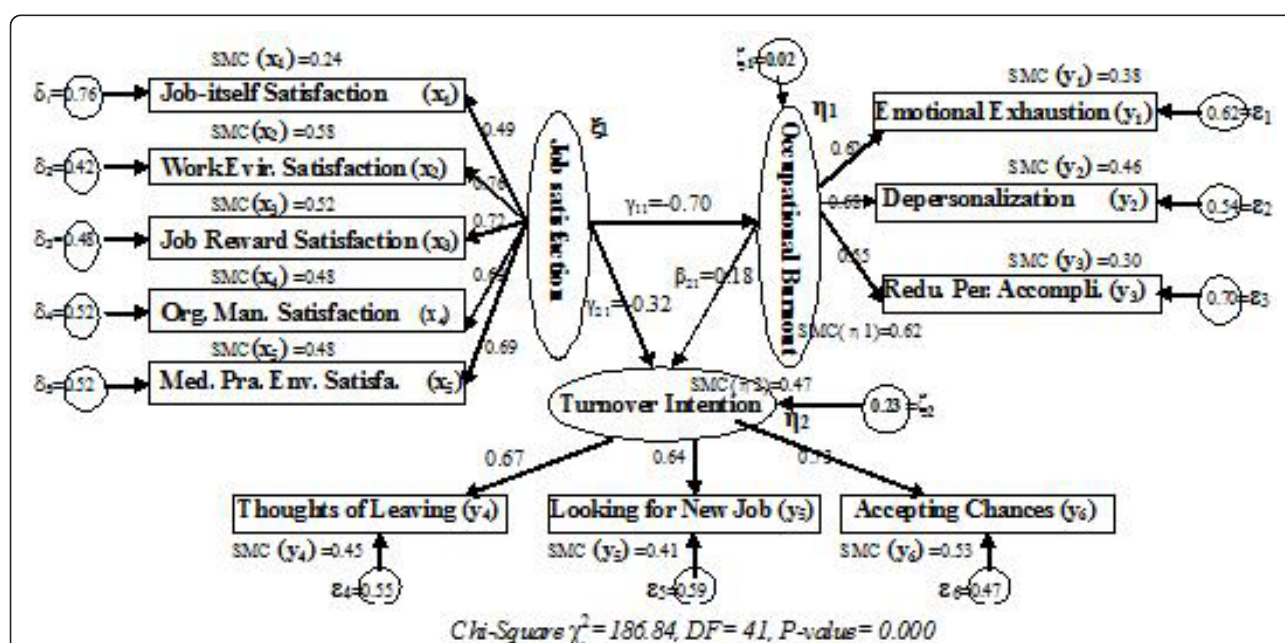 SMC (x₁) =0.24
δ₁= 0.76
Job-itself Satisfaction (x₁)
SMC (x₂) =0.58
δ₂= 0.42
Work Evir. Satisfaction (x₂)
SMC (x₃) =0.52
δ₃= 0.48
Job Reward Satisfaction (x₃)
SMC (x₄) =0.48
δ₄= 0.52
Org. Man. Satisfaction (x₄)
SMC (x₅) =0.48
δ₅= 0.52
Med. Pra. Env. Satisfa. (x₅)
0.49
0.76
0.72
0.69
ξ1
Job satisfaction
γ₁₁=-0.70
γ₂₁=-0.32
β₂₁=0.18
0.02
η1
Occupational Burnout
SMC(η1)=0.62
0.68
0.55
SMC (y₁) =0.38
Emotional Exhaustion (y₁)
0.62 =ε₁
SMC (y₂) =0.46
Depersonalization (y₂)
0.54 =ε₂
SMC (y₃) =0.30
Redu. Per. Accompli. (y₃)
0.70 =ε₃
SMC(η2)=0.47
Turnover Intention
η2
0.23 =ζ₂
0.67
0.64
0.73
Thoughts of Leaving (y₄)
Looking for New Job (y₅)
Accepting Chances (y₆)
SMC (y₄) =0.45
SMC (y₅) =0.41
SMC (y₆) =0.53
ε₄= 0.55
ε₅= 0.59
ε₆= 0.47
Chi-Square χ²= 186.84, DF= 41, P-value= 0.000